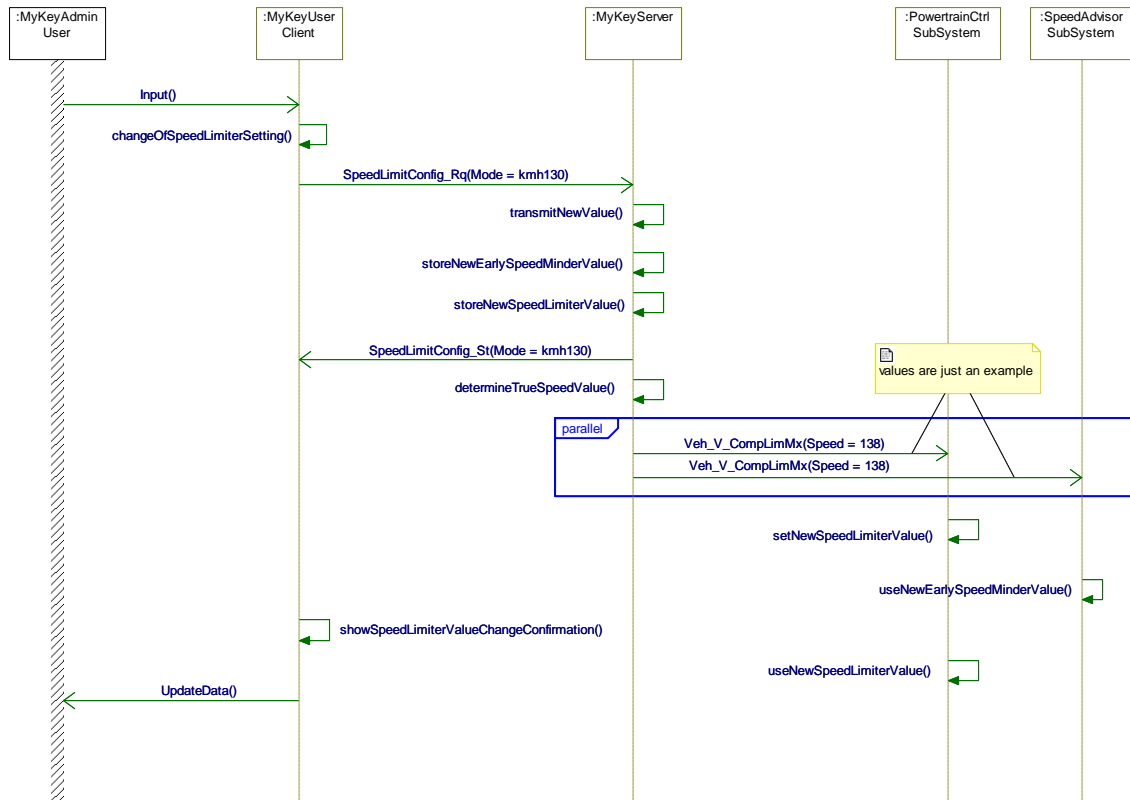 :MyKeyAdmin
User
:MyKeyUser
Client
:MyKeyServer
:PowertrainCtrl
SubSystem
:SpeedAdvisor
SubSystem
Input()
changeOfSpeedLimiterSetting()
SpeedLimitConfig_Rq(Mode = kmh130)
transmitNewValue()
storeNewEarlySpeedMinderValue()
storeNewSpeedLimiterValue()
SpeedLimitConfig_St(Mode = kmh130)
values are just an example
determineTrueSpeedValue()
parallel
Veh_V_CompLimMx(Speed = 138)
Veh_V_CompLimMx(Speed = 138)
setNewSpeedLimiterValue()
useNewEarlySpeedMinderValue()
showSpeedLimiterValueChangeConfirmation()
useNewSpeedLimiterValue()
UpdateData()